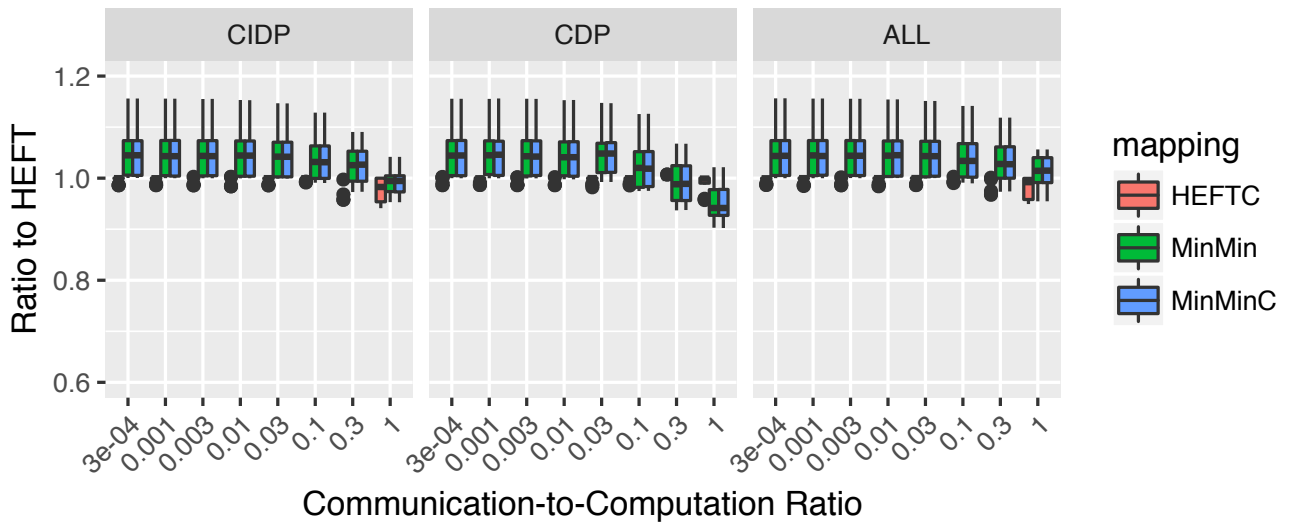 CIDP CDP ALL
Ratio to HEFT
1.2
1.0
0.8
0.6
3e-04 0.001 0.003 0.01 0.03 0.1 0.3 1
3e-04 0.001 0.003 0.01 0.03 0.1 0.3 1
3e-04 0.001 0.003 0.01 0.03 0.1 0.3 1
Communication-to-Computation Ratio
mapping
HEFTC
MinMin
MinMinC